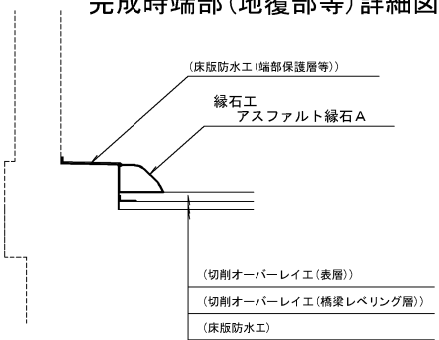 完成時端部(地覆部等)詳細図
(床版防水工(端部保護層等))
縁石工
アスファルト縁石A
(切削オーバーレイ工(表層))
(切削オーバーレイ工(橋梁レベリング層))
(床版防水工)